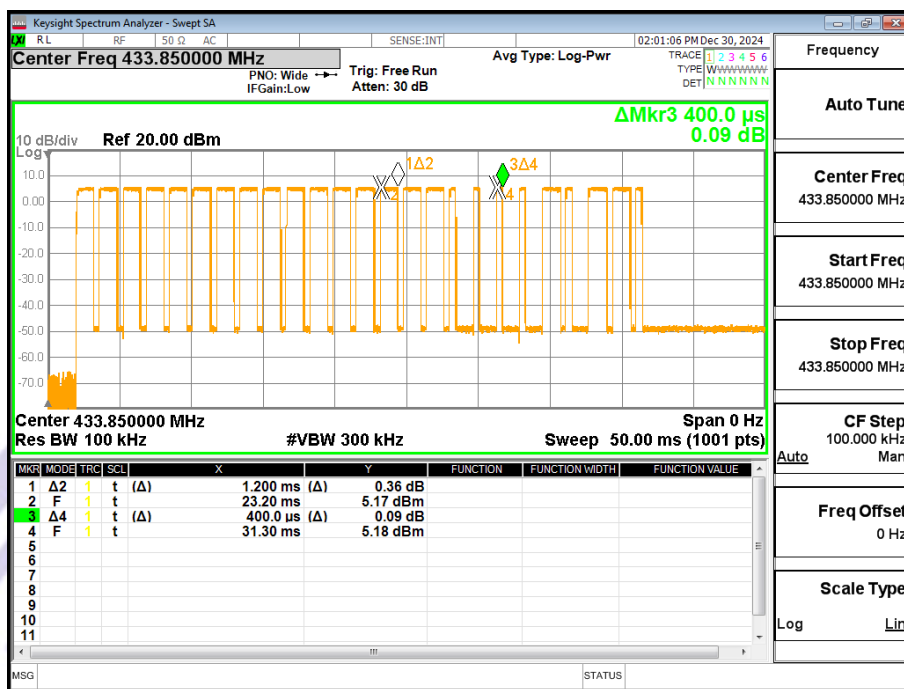 Keysight Spectrum Analyzer - Swept SA
LXI RL RF 50 Ω AC SENSE:INT 02:01:06 PM Dec 30, 2024
Center Freq 433.850000 MHz
PNO: Wide
IFGain:Low
Trig: Free Run
Atten: 30 dB
Avg Type: Log-Pwr
TRACE 1 2 3 4 5 6
TYPE WWWWWW
DET N N N N N N
ΔMkr3 400.0 µs
0.09 dB
10 dB/div Ref 20.00 dBm
Log
10.0
0.00
-10.0
-20.0
-30.0
-40.0
-50.0
-60.0
-70.0
1Δ2
2
3Δ4
4
Center 433.850000 MHz Span 0 Hz
Res BW 100 kHz #VBW 300 kHz Sweep 50.00 ms (1001 pts)
MKR MODE TRC SCL X Y FUNCTION FUNCTION WIDTH FUNCTION VALUE
1 Δ2 1 t (Δ) 1.200 ms (Δ) 0.36 dB
2 F 1 t 23.20 ms 5.17 dBm
3 Δ4 1 t (Δ) 400.0 µs (Δ) 0.09 dB
4 F 1 t 31.30 ms 5.18 dBm
5
6
7
8
9
10
11
MSG STATUS
Frequency
Auto Tune
Center Freq
433.850000 MHz
Start Freq
433.850000 MHz
Stop Freq
433.850000 MHz
CF Step
100.000 kHz
Auto Man
Freq Offset
0 Hz
Scale Type
Log Lin